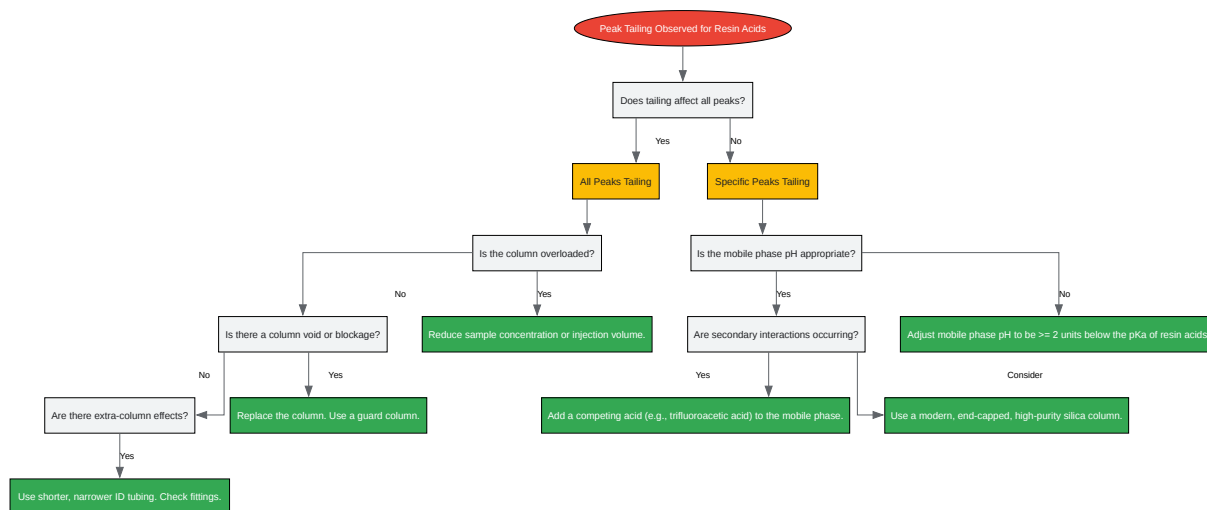 Peak Tailing Observed for Resin Acids
Does tailing affect all peaks?
Yes
No
All Peaks Tailing
Specific Peaks Tailing
Is the column overloaded?
Is the mobile phase pH appropriate?
No
Yes
Yes
No
Is there a column void or blockage?
Reduce sample concentration or injection volume.
Are secondary interactions occurring?
Adjust mobile phase pH to be >= 2 units below the pKa of resin acids
No
Yes
Yes
Consider
Are there extra-column effects?
Replace the column. Use a guard column.
Add a competing acid (e.g., trifluoroacetic acid) to the mobile phase.
Use a modern, end-capped, high-purity silica column.
Yes
Use shorter, narrower ID tubing. Check fittings.